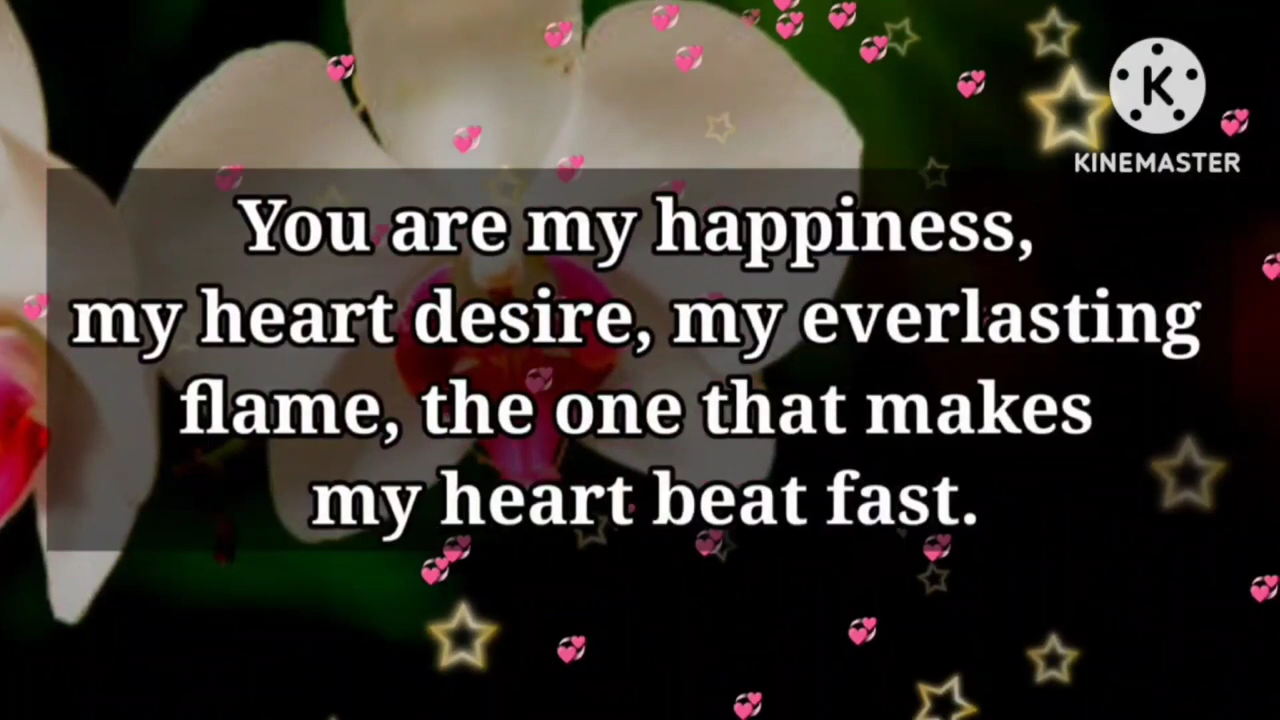 KINEMASTER
You are my happiness,
my heart desire, my everlasting
flame, the one that makes
my heart beat fast.